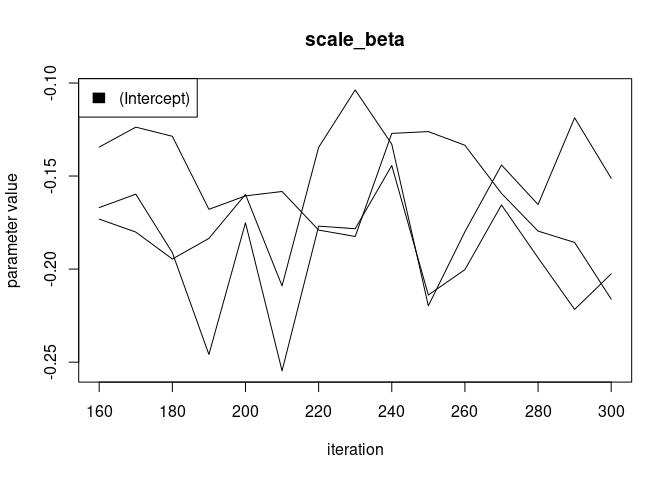 scale_beta
(Intercept)
parameter value
-0.10
-0.15
-0.20
-0.25
160 180 200 220 240 260 280 300
iteration